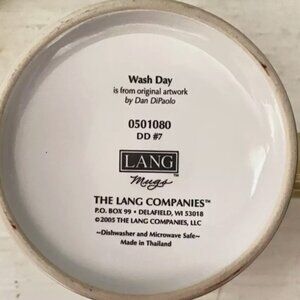 Wash Day
is from original artwork
by Dan DiPaolo
0501080
DD #7
LANG
Mugs™
THE LANG COMPANIES™
P.O. BOX 99 • DELAFIELD, WI 53018
©2005 THE LANG COMPANIES, LLC
~Dishwasher and Microwave Safe~
Made in Thailand